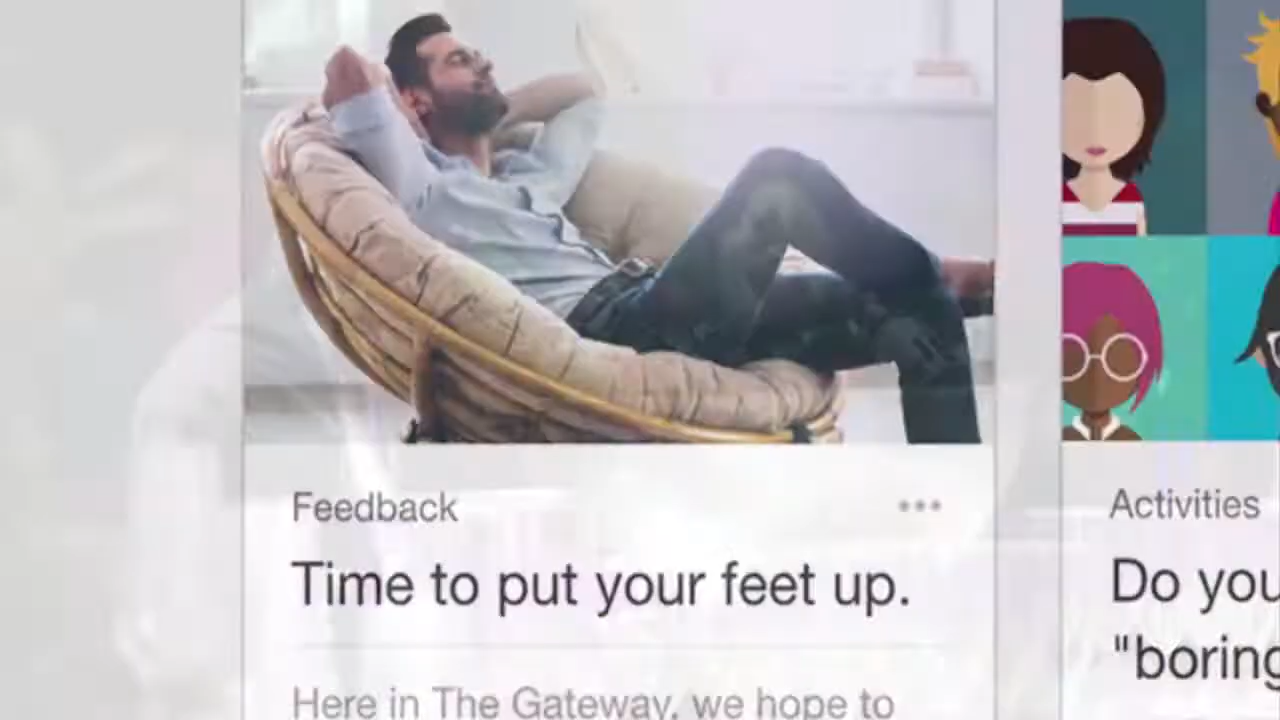 Feedback
Time to put your feet up.
Here in The Gateway, we hope to
Activities
Do you
"boring